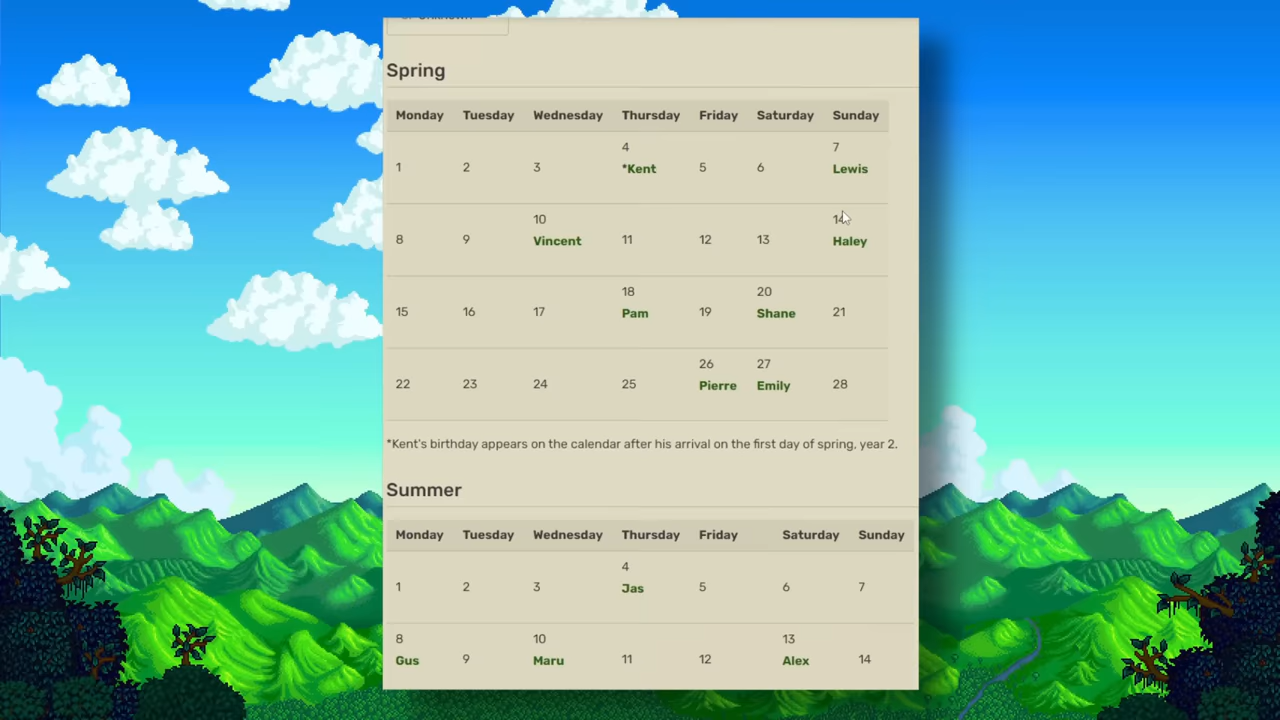 Spring
Monday Tuesday Wednesday Thursday Friday Saturday Sunday
1 2 3 4 *Kent 5 6 7 Lewis
8 9 10 Vincent 11 12 13 14 Haley
15 16 17 18 Pam 19 20 Shane 21
22 23 24 25 26 Pierre 27 Emily 28
*Kent's birthday appears on the calendar after his arrival on the first day of spring, year 2.
Summer
Monday Tuesday Wednesday Thursday Friday Saturday Sunday
1 2 3 4 Jas 5 6 7
8 Gus 9 10 Maru 11 12 13 Alex 14